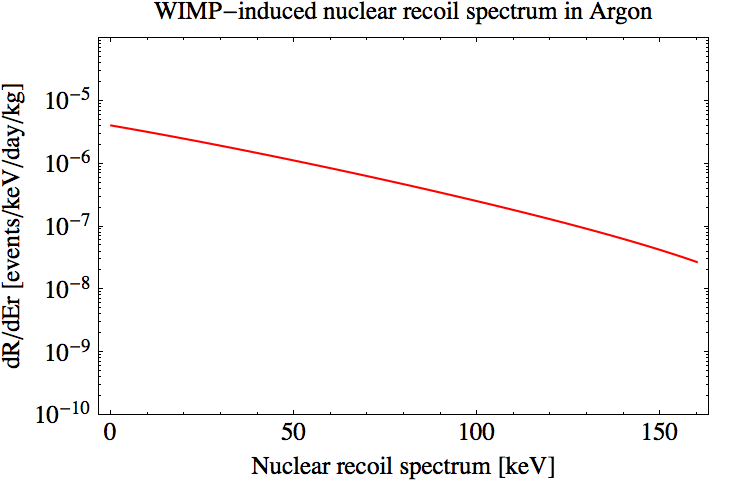 WIMP−induced nuclear recoil spectrum in Argon
dR/dEr [events/keV/day/kg]
10⁻⁵
10⁻⁶
10⁻⁷
10⁻⁸
10⁻⁹
10⁻¹⁰
0 50 100 150
Nuclear recoil spectrum [keV]